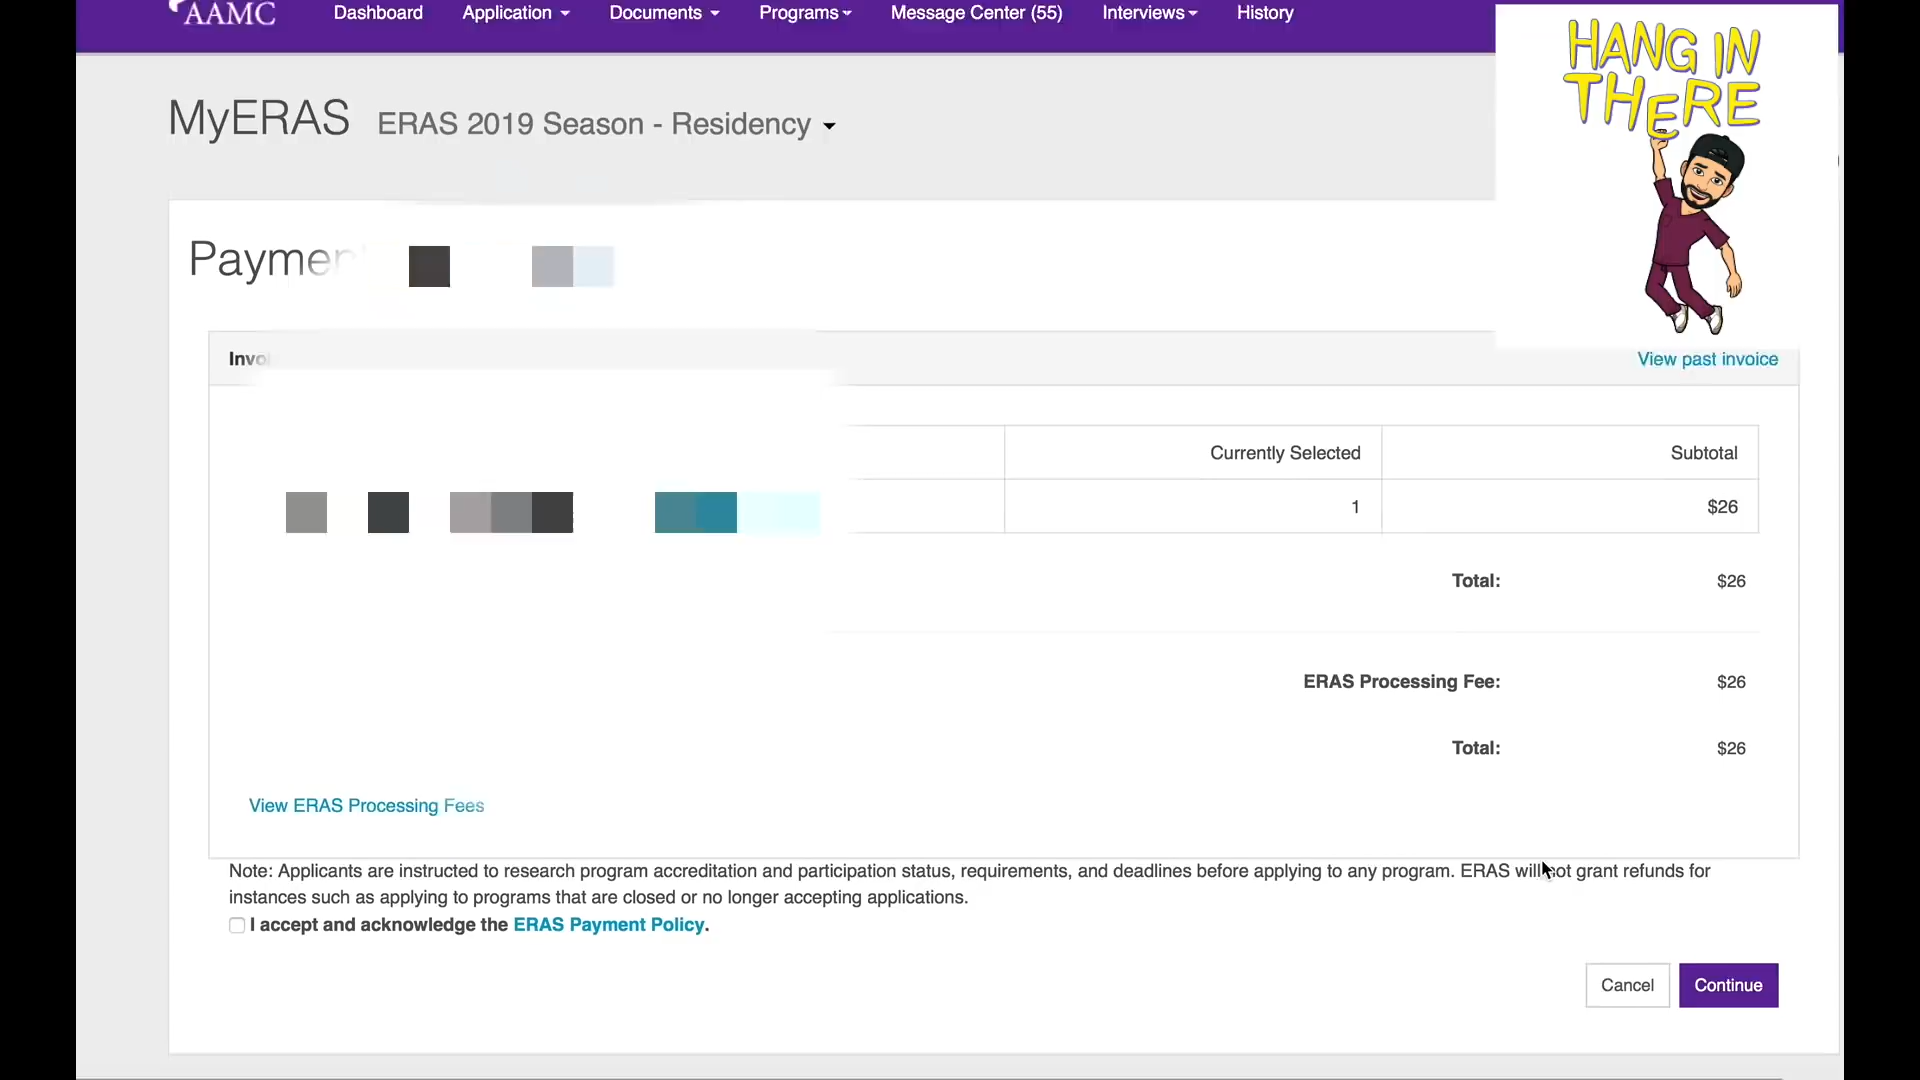 AAMC
Dashboard Application Documents Programs Message Center (55) Interviews History
HANG IN
THERE
MyERAS ERAS 2019 Season - Residency
View past invoice
Currently Selected Subtotal
1 $26
Total: $26
ERAS Processing Fee: $26
Total: $26
View ERAS Processing Fees
Note: Applicants are instructed to research program accreditation and participation status, requirements, and deadlines before applying to any program. ERAS will not grant refunds for
instances such as applying to programs that are closed or no longer accepting applications.
I accept and acknowledge the ERAS Payment Policy.
Cancel Continue